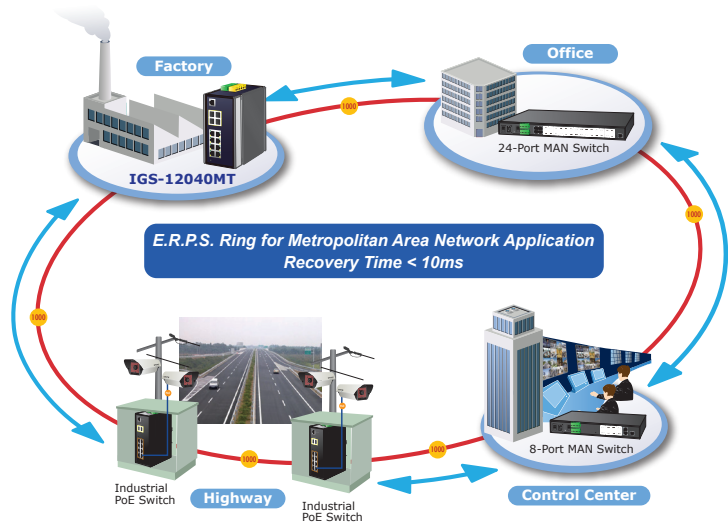 Factory
Office
1000
24-Port MAN Switch
IGS-12040MT
1000
E.R.P.S. Ring for Metropolitan Area Network Application
Recovery Time < 10ms
1000
8-Port MAN Switch
1000
1000
Industrial
PoE Switch
Highway
Industrial
PoE Switch
Control Center